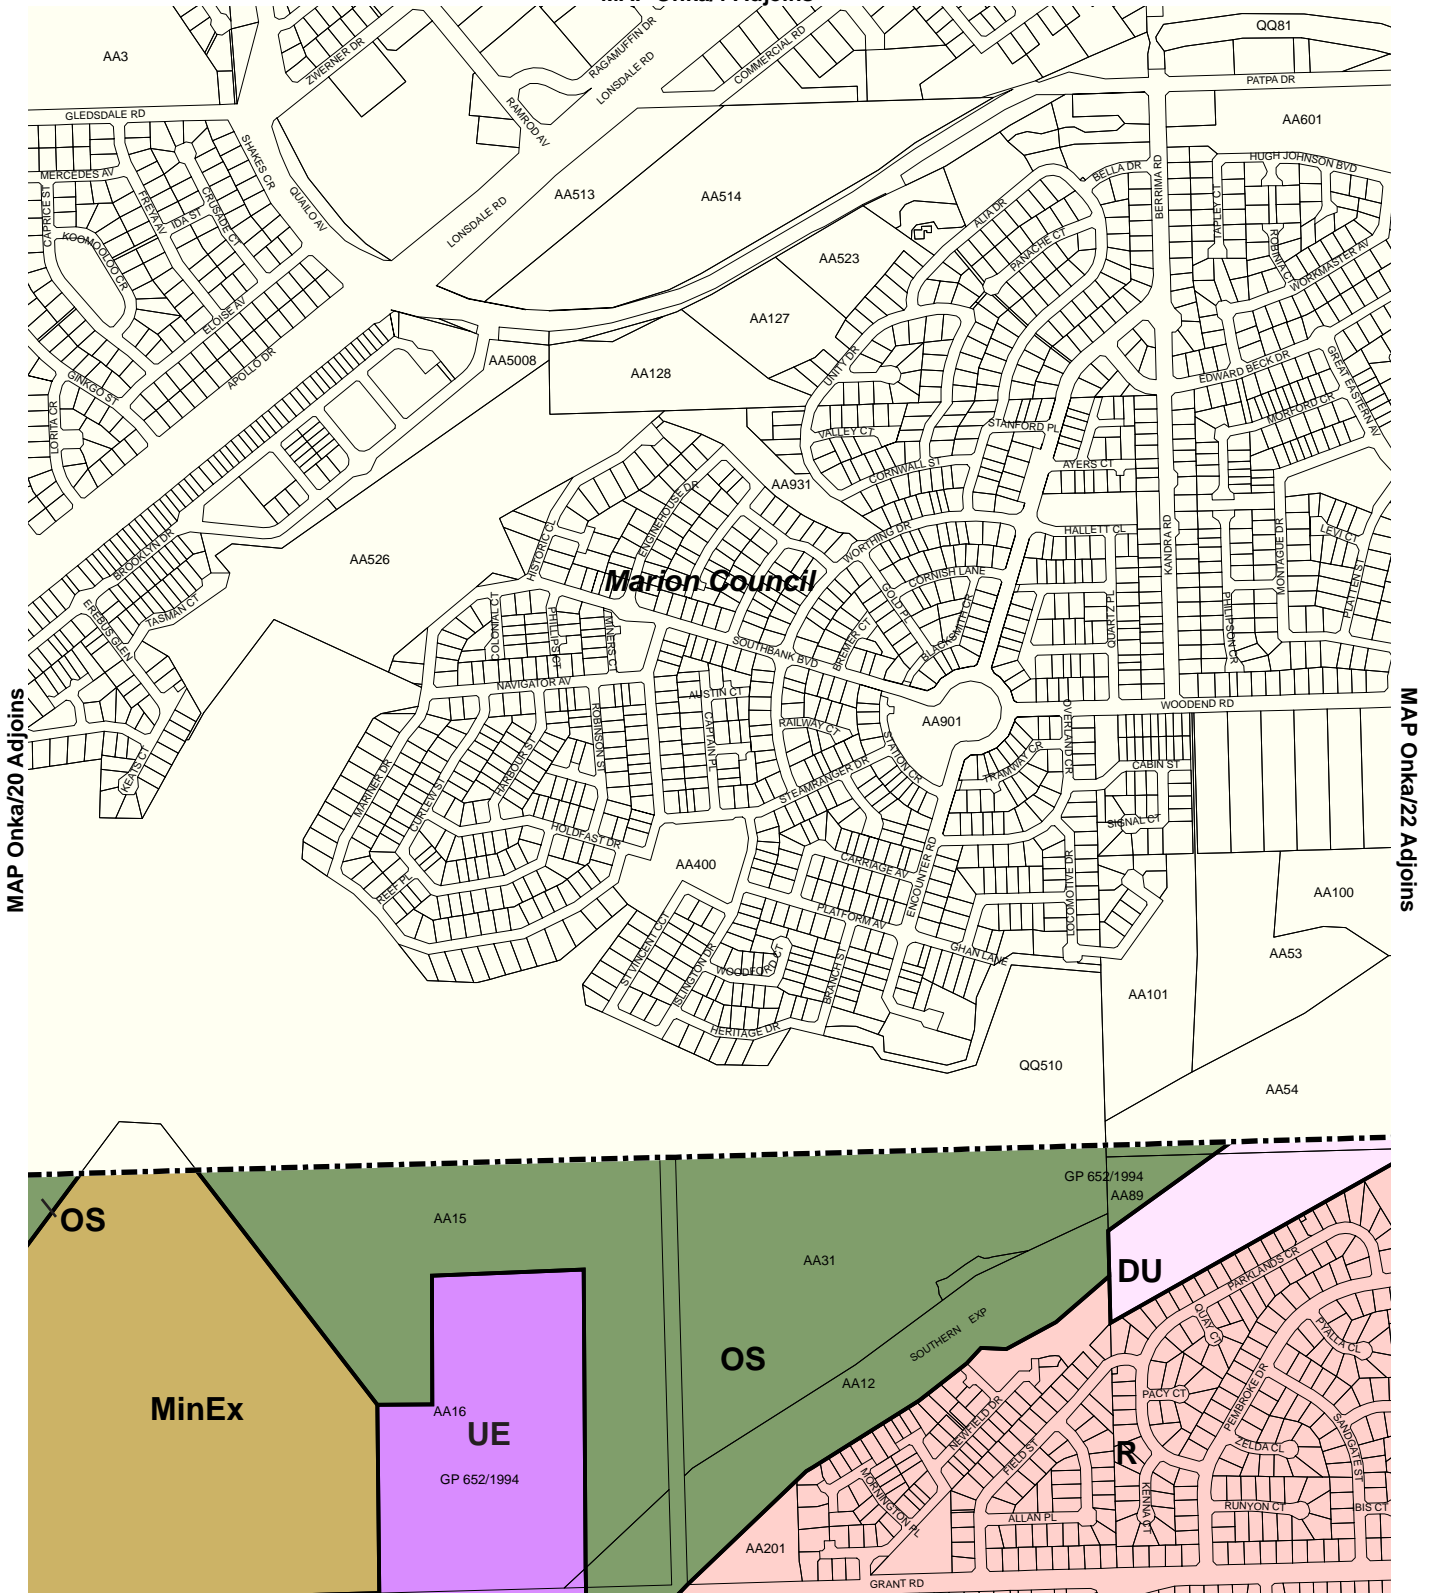 MAP Onka/ Adjoins
QQ81
AA3
ZWERNER DR
RAGAMUFFIN DR
LONSDALE RD
COMMERCIAL RD
PATPA DR
GLEDSDALE RD
RAMROD AV
AA601
SHAKES CR
HUGH JOHNSON BVD
MERCEDES AV
BELLA DR
BERRIMA RD
CAPRICE ST
FREYA AV
IDA ST
CRUSADE CT
QUAILO AV
AA513
AA514
TAPLEY CT
LONSDALE RD
ALIA DR
KOOMOOLOO CR
PANACHE CT
ROBINIA CT
WORKMASTER AV
AA523
ELOISE AV
AA127
APOLLO DR
AA5008
AA128
UNITY DR
EDWARD BECK DR
GREAT EASTERN AV
GINKGO ST
LORITA CR
MORFORD CR
VALLEY CT
STANFORD PL
CORNWALL ST
AYERS CT
AA931
ENGINEHOUSE DR
HISTORIC CL
WORTHING DR
HALLETT CL
KANDRA RD
MONTAGUE DR
LEVI CT
BROOKLYN DR
AA526
Marion Council
CORNISH LANE
GOLD PL
PLATTEN ST
EREBUS GLEN
TASMAN CT
COLONIAL CT
PHILLIPS CT
MINERS CT
BREMER CT
BLACKSMITH CR
QUARTZ PL
PHILIPSON CR
SOUTHBANK BVD
NAVIGATOR AV
AUSTIN CT
MAP Onka/20 Adjoins
MAP Onka/22 Adjoins
WOODEND RD
ROBINSON ST
CAPTAIN PL
RAILWAY CT
AA901
OVERLAND CR
KEATS CT
HARBOUR ST
STATION CR
TRAMWAY CR
CABIN ST
MARINER DR
CURLEW ST
STEAMRANGER DR
SIGNAL CT
HOLDFAST DR
AA400
CARRIAGE AV
ENCOUNTER RD
LOCOMOTIVE DR
REEF PL
AA100
PLATFORM AV
ST VINCENT CCT
ISLINGTON DR
WOODFORD CT
BRANCH ST
GHAN LANE
AA53
AA101
HERITAGE DR
QQ510
AA54
GP 652/1994
AA89
OS
AA15
AA31
DU
PARKLANDS CR
SOUTHERN EXP
QUAY CT
PYALLA CL
OS
AA12
MinEx
AA16
UE
PACY CT
PEMBROKE DR
NEWFIELD DR
FIELD ST
R
ZELDA CL
SANDGATE ST
GP 652/1994
MORNINGTON PL
KENNA CT
RUNYON CT
BIS CT
ALLAN PL
AA201
GRANT RD